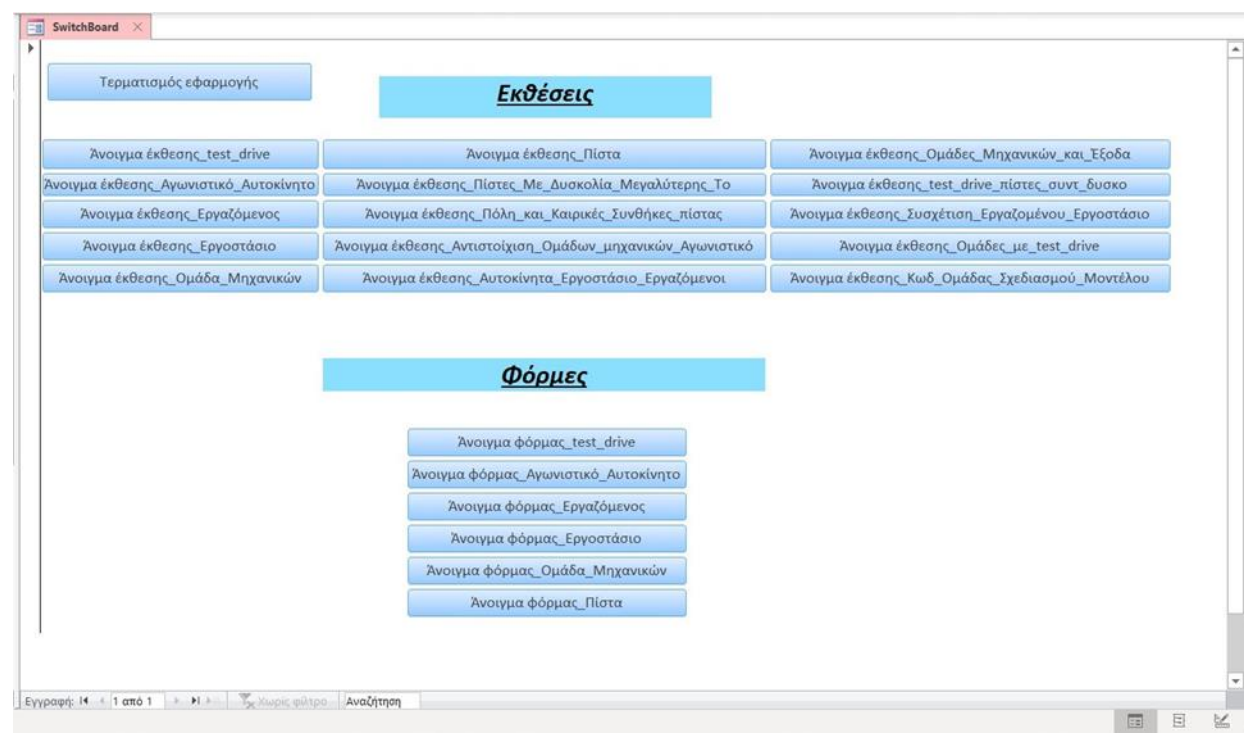 SwitchBoard
Τερματισμός εφαρμογής
Εκθέσεις
Άνοιγμα έκθεσης_test_drive
Άνοιγμα έκθεσης_Πίστα
Άνοιγμα έκθεσης_Ομάδες_Μηχανικών_και_Έξοδα
Άνοιγμα έκθεσης_Αγωνιστικό_Αυτοκίνητο
Άνοιγμα έκθεσης_Πίστες_Με_Δυσκολία_Μεγαλύτερης_Το
Άνοιγμα έκθεσης_test_drive_πίστες_συντ_δυσκο
Άνοιγμα έκθεσης_Εργαζόμενος
Άνοιγμα έκθεσης_Πόλη_και_Καιρικές_Συνθήκες_πίστας
Άνοιγμα έκθεσης_Συσχέτιση_Εργαζομένου_Εργοστάσιο
Άνοιγμα έκθεσης_Εργοστάσιο
Άνοιγμα έκθεσης_Αντιστοίχιση_Ομάδων_μηχανικών_Αγωνιστικό
Άνοιγμα έκθεσης_Ομάδες_με_test_drive
Άνοιγμα έκθεσης_Ομάδα_Μηχανικών
Άνοιγμα έκθεσης_Αυτοκίνητα_Εργοστάσιο_Εργαζόμενοι
Άνοιγμα έκθεσης_Κωδ_Ομάδας_Σχεδιασμού_Μοντέλου
Φόρμες
Άνοιγμα φόρμας_test_drive
Άνοιγμα φόρμας_Αγωνιστικό_Αυτοκίνητο
Άνοιγμα φόρμας_Εργαζόμενος
Άνοιγμα φόρμας_Εργοστάσιο
Άνοιγμα φόρμας_Ομάδα_Μηχανικών
Άνοιγμα φόρμας_Πίστα
Εγγραφή: 1 από 1 Χωρίς φίλτρο Αναζήτηση